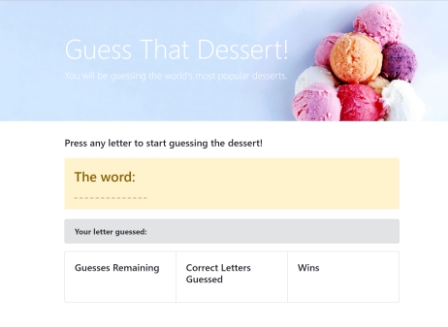 Guess That Dessert!
You will be guessing the world's most popular desserts.
Press any letter to start guessing the dessert!
The word:
_ _ _ _ _ _ _ _ _ _ _ _ _ _
Your letter guessed:
Guesses Remaining
Correct Letters
Guessed
Wins